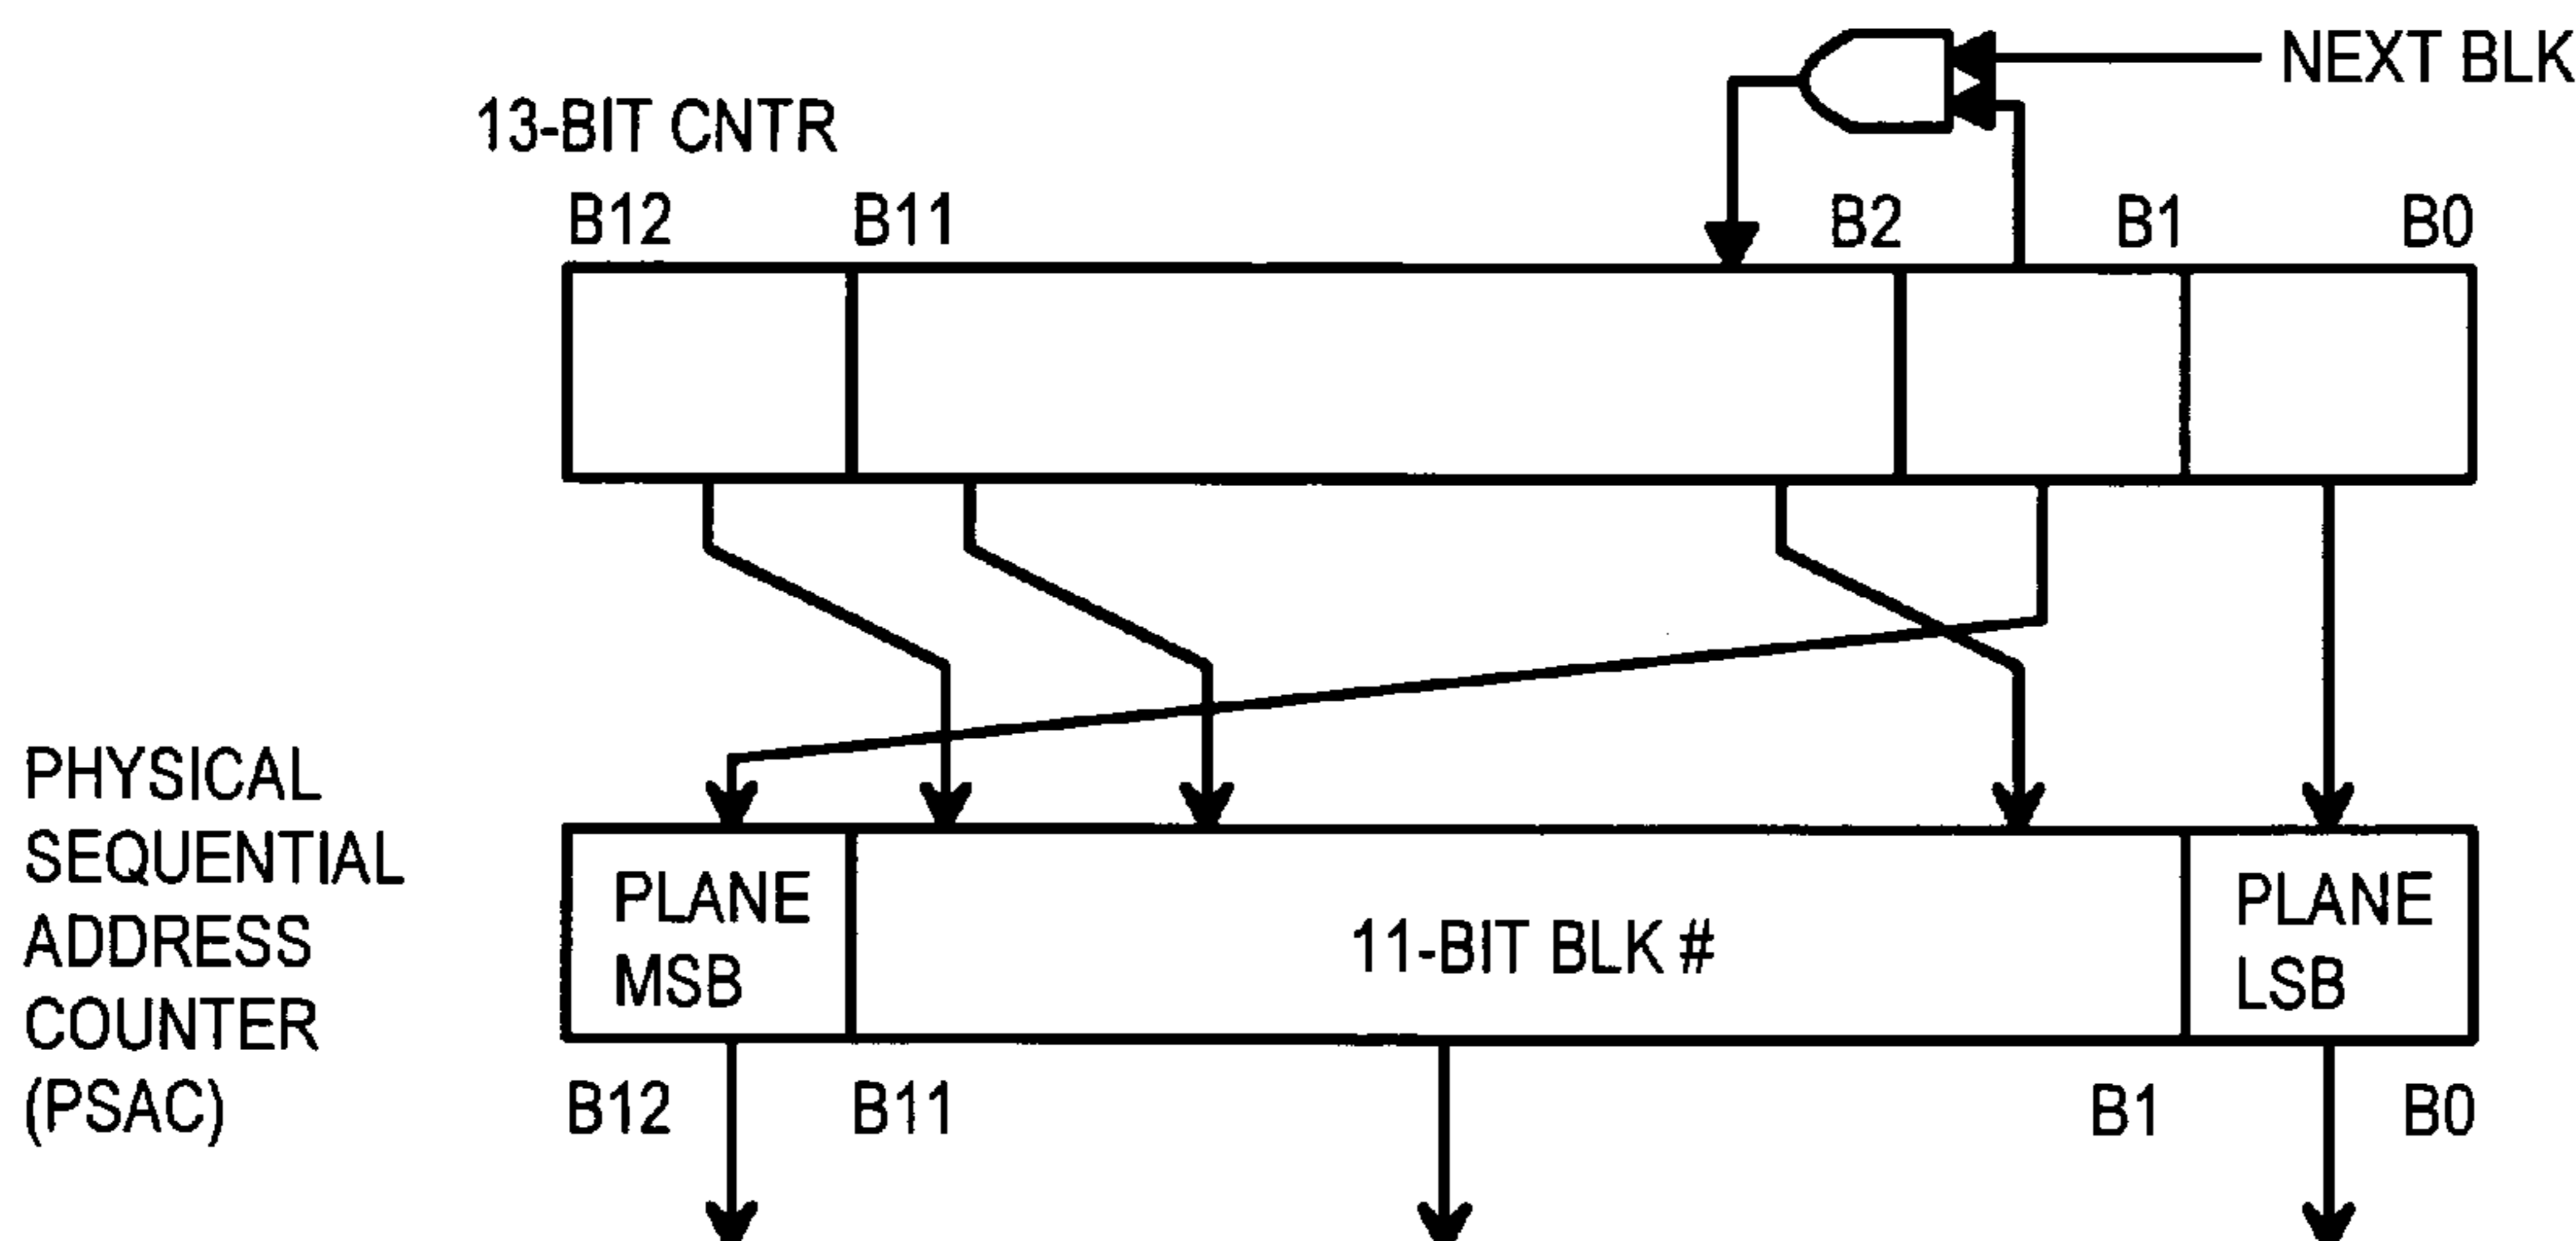 NEXT BLK
13-BIT CNTR
B12 B11 B2 B1 B0
PHYSICAL
SEQUENTIAL
ADDRESS
COUNTER
(PSAC)
PLANE
MSB
11-BIT BLK #
PLANE
LSB
B12 B11 B1 B0